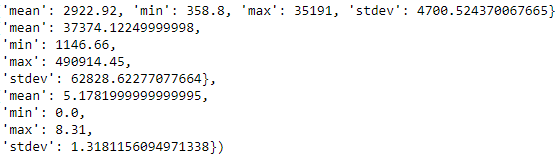 'mean': 2922.92, 'min': 358.8, 'max': 35191, 'stdev': 4700.524370067665}
'mean': 37374.12249999998,
'min': 1146.66,
'max': 490914.45,
'stdev': 62828.62277077664},
'mean': 5.1781999999999995,
'min': 0.0,
'max': 8.31,
'stdev': 1.3181156094971338})